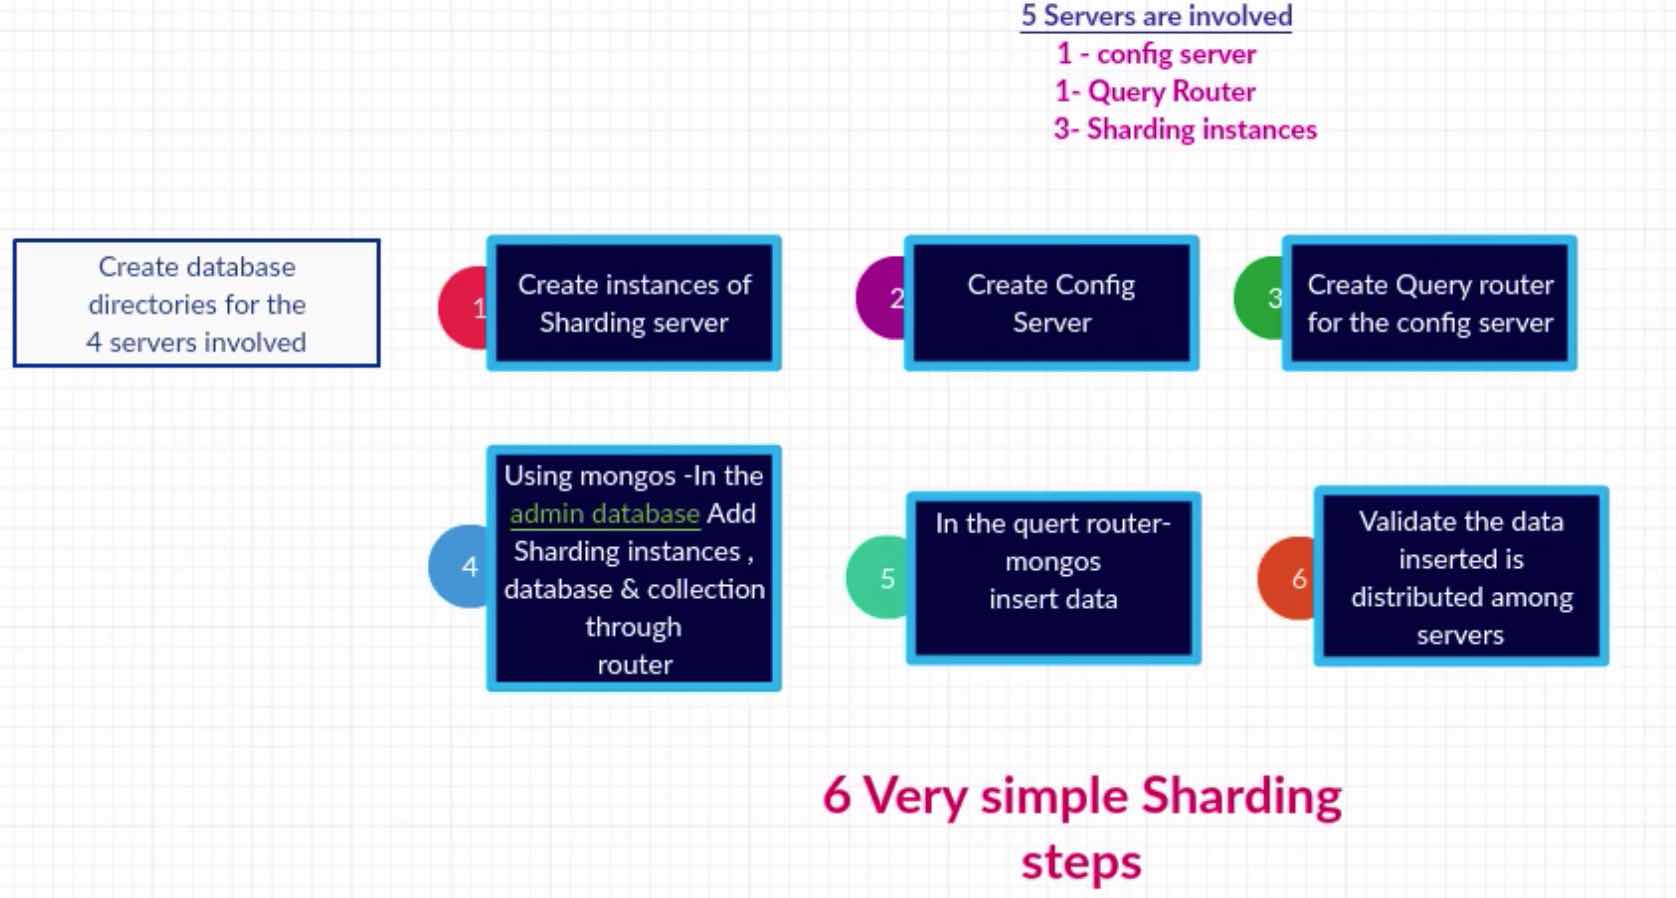 5 Servers are involved
1 - config server
1- Query Router
3- Sharding instances
Create database
directories for the
4 servers involved
1
Create instances of
Sharding server
2
Create Config
Server
3
Create Query router
for the config server
4
Using mongos -In the
admin database Add
Sharding instances ,
database & collection
through
router
5
In the quert router-
mongos
insert data
6
Validate the data
inserted is
distributed among
servers
6 Very simple Sharding
steps